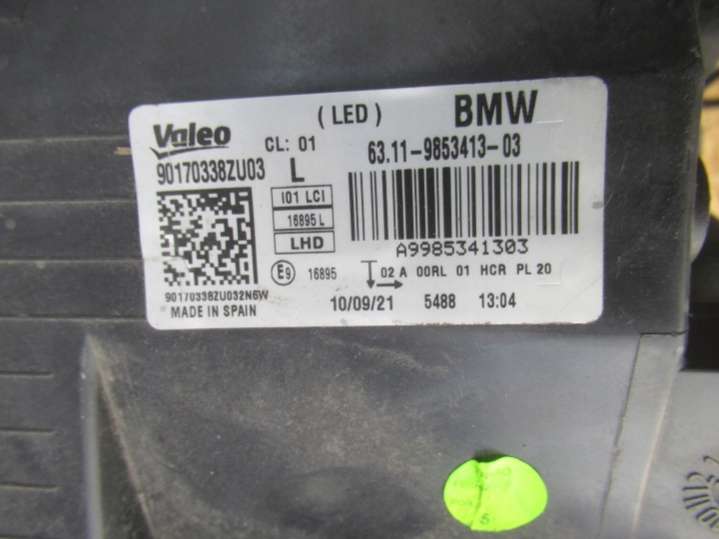 ( LED ) BMW
Valeo CL: 01 63.11-9853413-03
90170338ZU03 L
I01 LCI
16895 L
LHD
A9985341303
E9 16895 02 A 00RL 01 HCR PL 20
90170338ZU032N6W
10/09/21 5488 13:04
MADE IN SPAIN